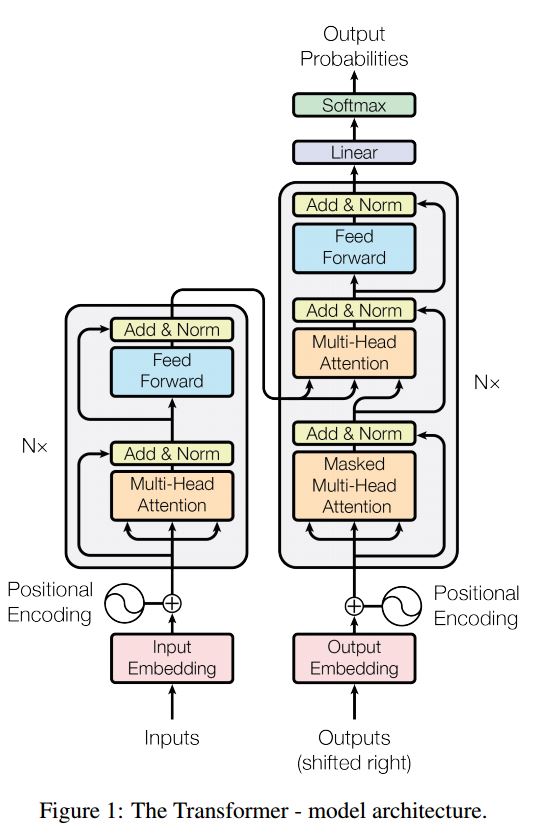 Output
Probabilities
Softmax
Linear
Add & Norm
Feed
Forward
Add & Norm
Multi-Head
Attention
Nx
Add & Norm
Masked
Multi-Head
Attention
Add & Norm
Feed
Forward
Nx
Add & Norm
Multi-Head
Attention
Positional
Encoding
Positional
Encoding
Input
Embedding
Output
Embedding
Inputs
Outputs
(shifted right)
Figure 1: The Transformer - model architecture.